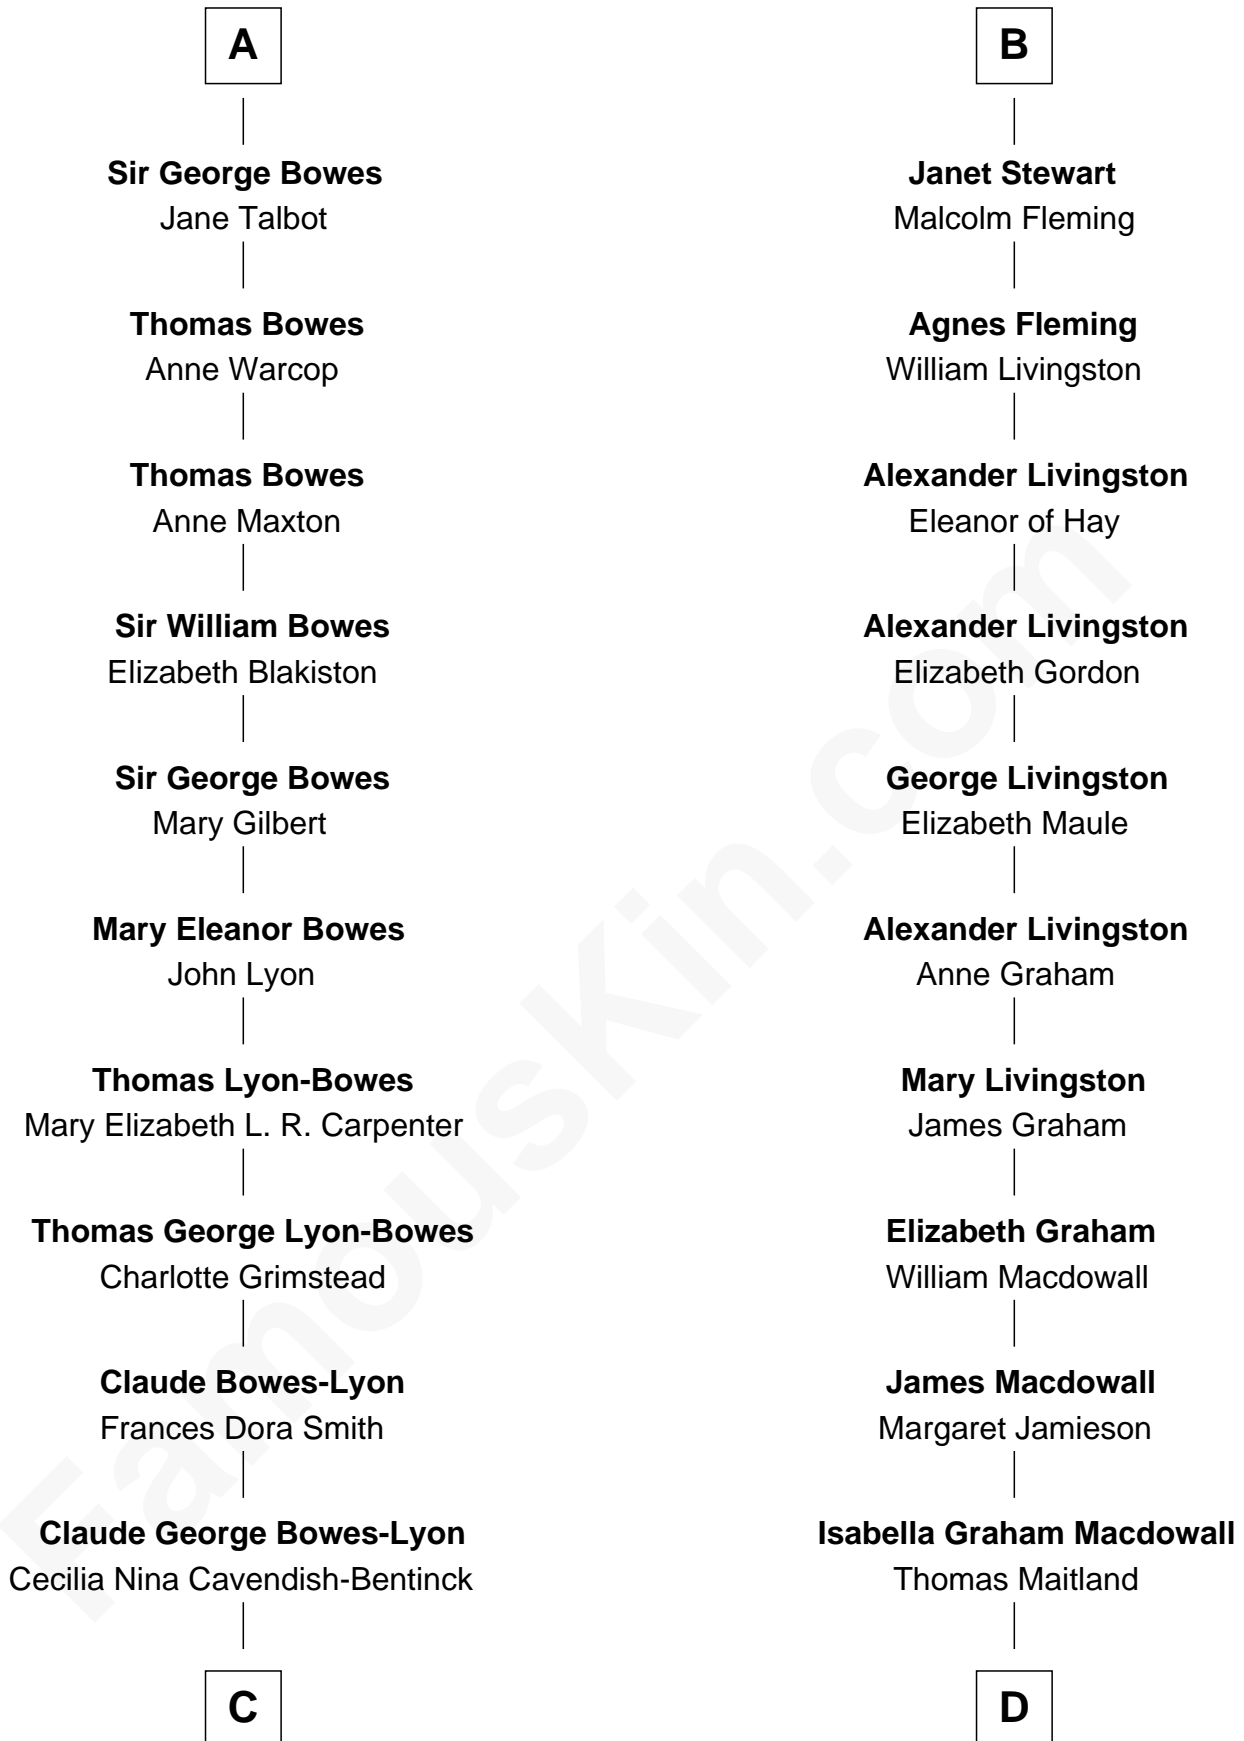 A
Sir George Bowes
Jane Talbot
Thomas Bowes
Anne Warcop
Thomas Bowes
Anne Maxton
Sir William Bowes
Elizabeth Blakiston
Sir George Bowes
Mary Gilbert
Mary Eleanor Bowes
John Lyon
Thomas Lyon-Bowes
Mary Elizabeth L. R. Carpenter
Thomas George Lyon-Bowes
Charlotte Grimstead
Claude Bowes-Lyon
Frances Dora Smith
Claude George Bowes-Lyon
Cecilia Nina Cavendish-Bentinck
C
B
Janet Stewart
Malcolm Fleming
Agnes Fleming
William Livingston
Alexander Livingston
Eleanor of Hay
Alexander Livingston
Elizabeth Gordon
George Livingston
Elizabeth Maule
Alexander Livingston
Anne Graham
Mary Livingston
James Graham
Elizabeth Graham
William Macdowall
James Macdowall
Margaret Jamieson
Isabella Graham Macdowall
Thomas Maitland
D
FamousKin.com